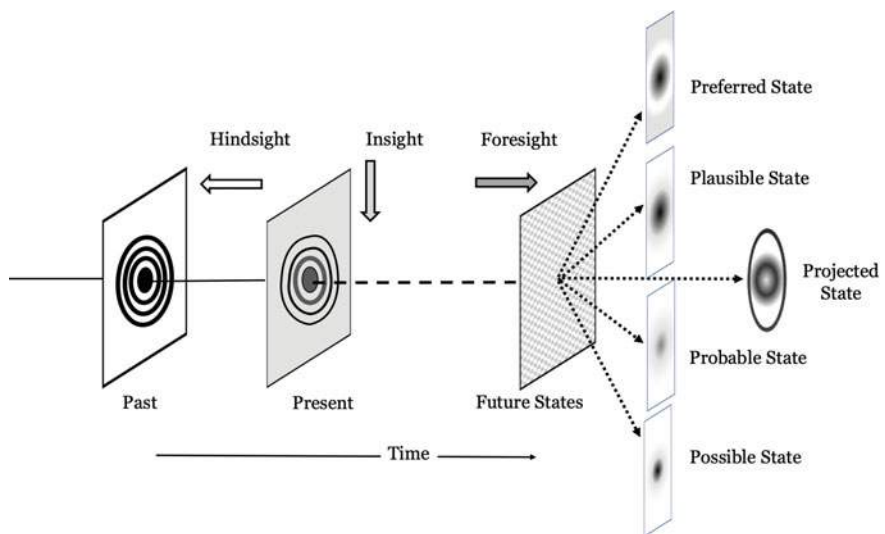 Preferred State
Hindsight
Insight
Foresight
Plausible State
Projected
State
Probable State
Past
Present
Future States
Time
Possible State